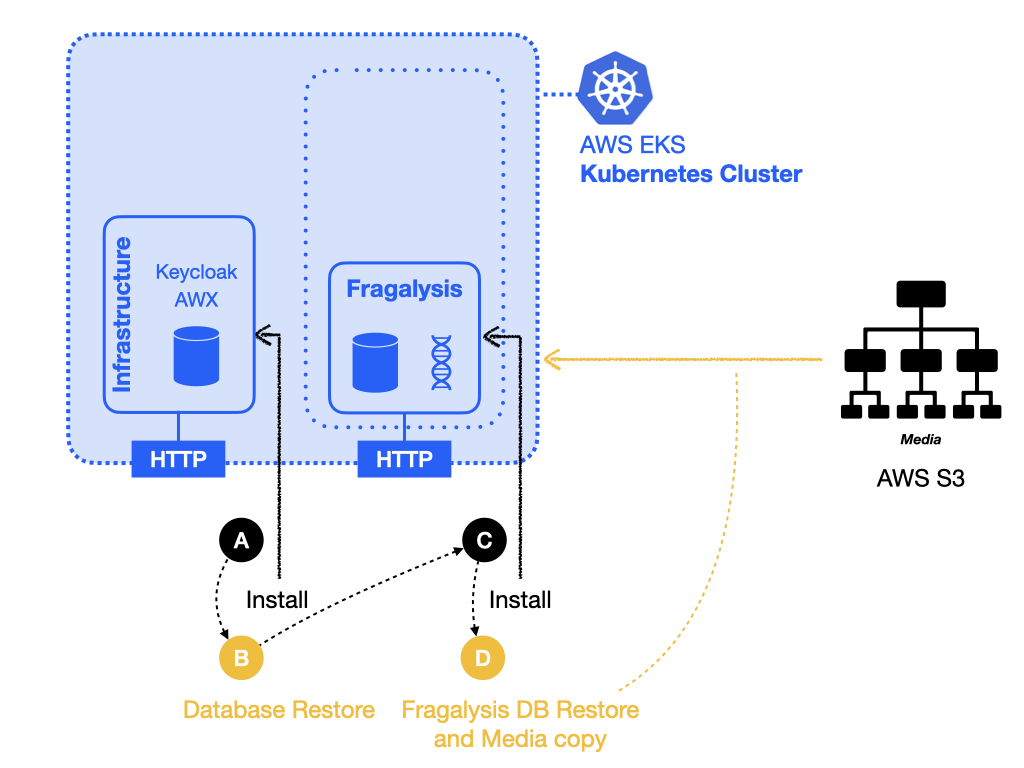 AWS EKS
Kubernetes Cluster
Infrastructure
Keycloak
AWX
Fragalysis
HTTP
HTTP
Media
AWS S3
A
C
Install
Install
B
D
Database Restore
Fragalysis DB Restore
and Media copy